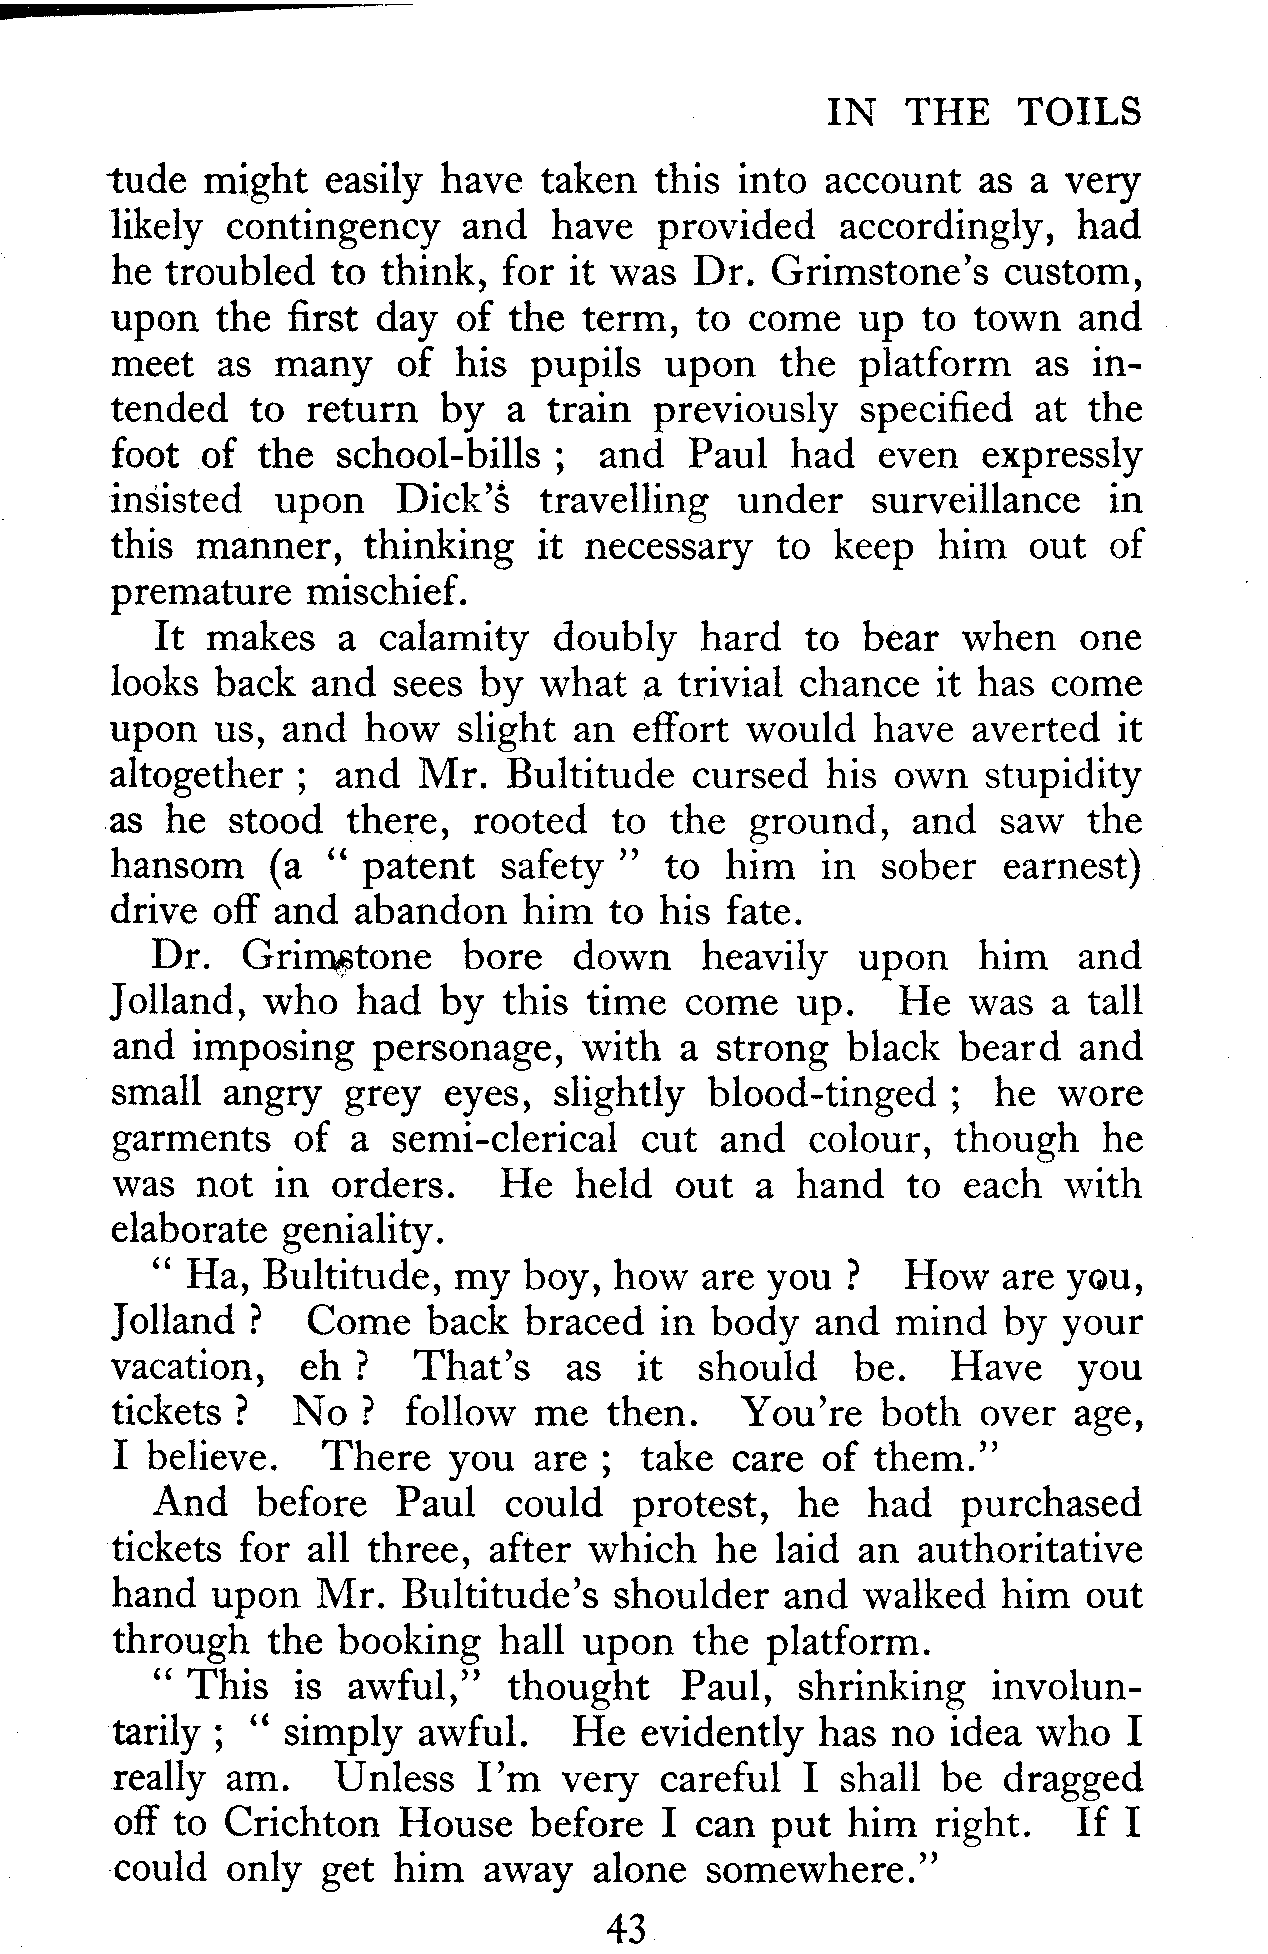 IN THE TOILS
tude might easily have taken this into account as a very
likely contingency and have provided accordingly, had
he troubled to think, for it was Dr. Grimstone's custom,
upon the first day of the term, to come up to town and
meet as many of his pupils upon the platform as in-
tended to return by a train previously specified at the
foot of the school-bills ; and Paul had even expressly
insisted upon Dick's travelling under surveillance in
this manner, thinking it necessary to keep him out of
premature mischief.
It makes a calamity doubly hard to bear when one
looks back and sees by what a trivial chance it has come
upon us, and how slight an effort would have averted it
altogether ; and Mr. Bultitude cursed his own stupidity
as he stood there, rooted to the ground, and saw the
hansom (a “ patent safety ” to him in sober earnest)
drive off and abandon him to his fate.
Dr. Grimstone bore down heavily upon him and
Jolland, who had by this time come up. He was a tall
and imposing personage, with a strong black beard and
small angry grey eyes, slightly blood-tinged ; he wore
garments of a semi-clerical cut and colour, though he
was not in orders. He held out a hand to each with
elaborate geniality.
“ Ha, Bultitude, my boy, how are you ? How are you,
Jolland ? Come back braced in body and mind by your
vacation, eh ? That's as it should be. Have you
tickets ? No ? follow me then. You're both over age,
I believe. There you are ; take care of them.”
And before Paul could protest, he had purchased
tickets for all three, after which he laid an authoritative
hand upon Mr. Bultitude's shoulder and walked him out
through the booking hall upon the platform.
“ This is awful,” thought Paul, shrinking involun-
tarily ; “ simply awful. He evidently has no idea who I
really am. Unless I'm very careful I shall be dragged
off to Crichton House before I can put him right. If I
could only get him away alone somewhere.”
43